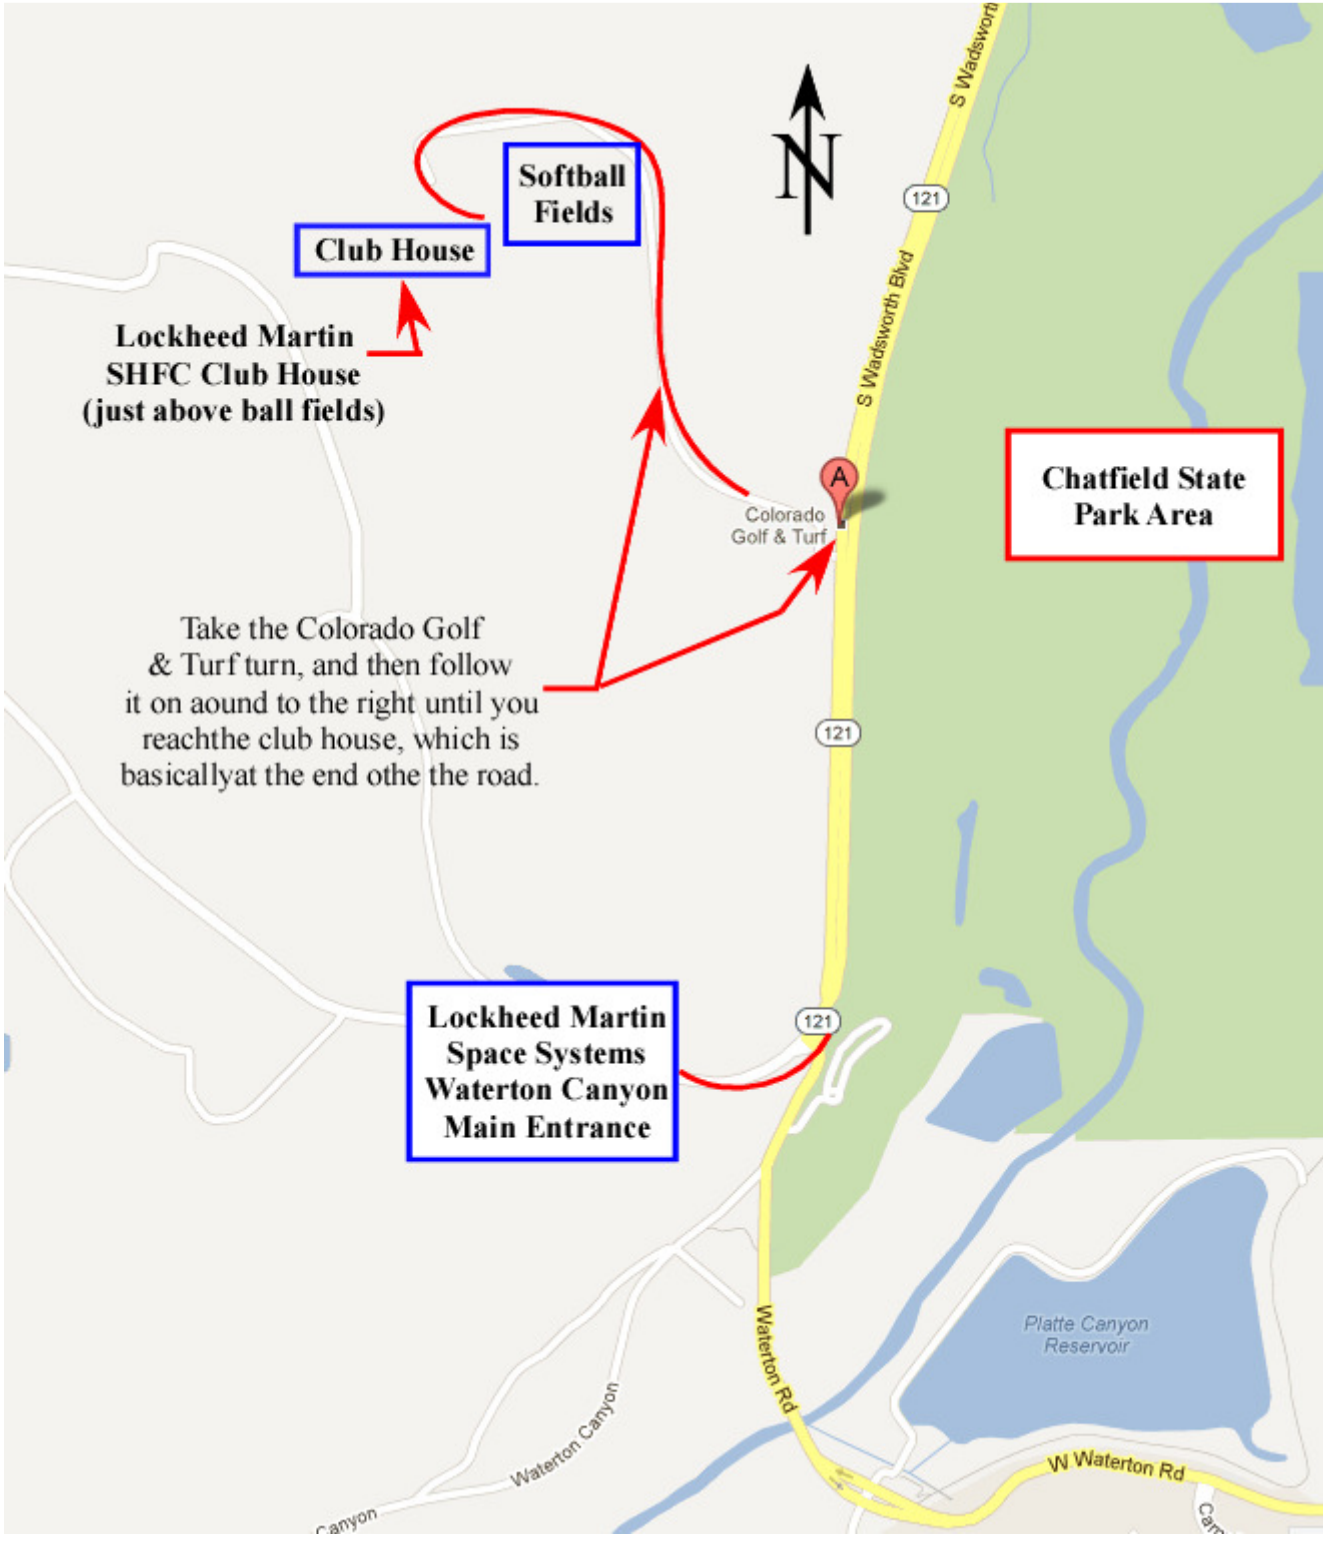 S Wadswort
N
121
Softball
Fields
Club House
S Wadsworth Blvd
Lockheed Martin
SHFC Club House
(just above ball fields)
A
Chatfield State
Park Area
Colorado
Golf & Turf
Take the Colorado Golf
& Turf turn, and then follow
it on aound to the right until you
reachthe club house, which is
basicallyat the end othe the road.
121
121
Lockheed Martin
Space Systems
Waterton Canyon
Main Entrance
Platte Canyon
Reservoir
Waterton Rd
Waterton Canyon
W Waterton Rd
Canyon
Cam